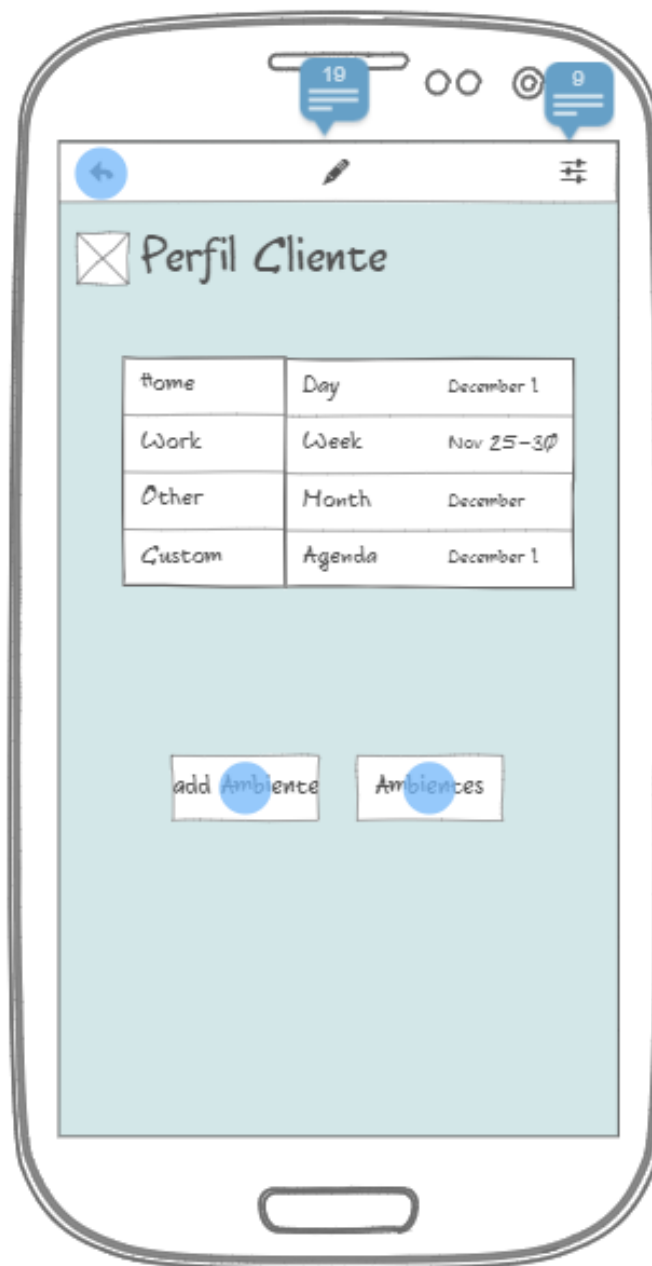 19
9
Perfil Cliente
Home Day December 1
Work Week Nov 25-30
Other Month December
Custom Agenda December 1
add Ambiente Ambiences